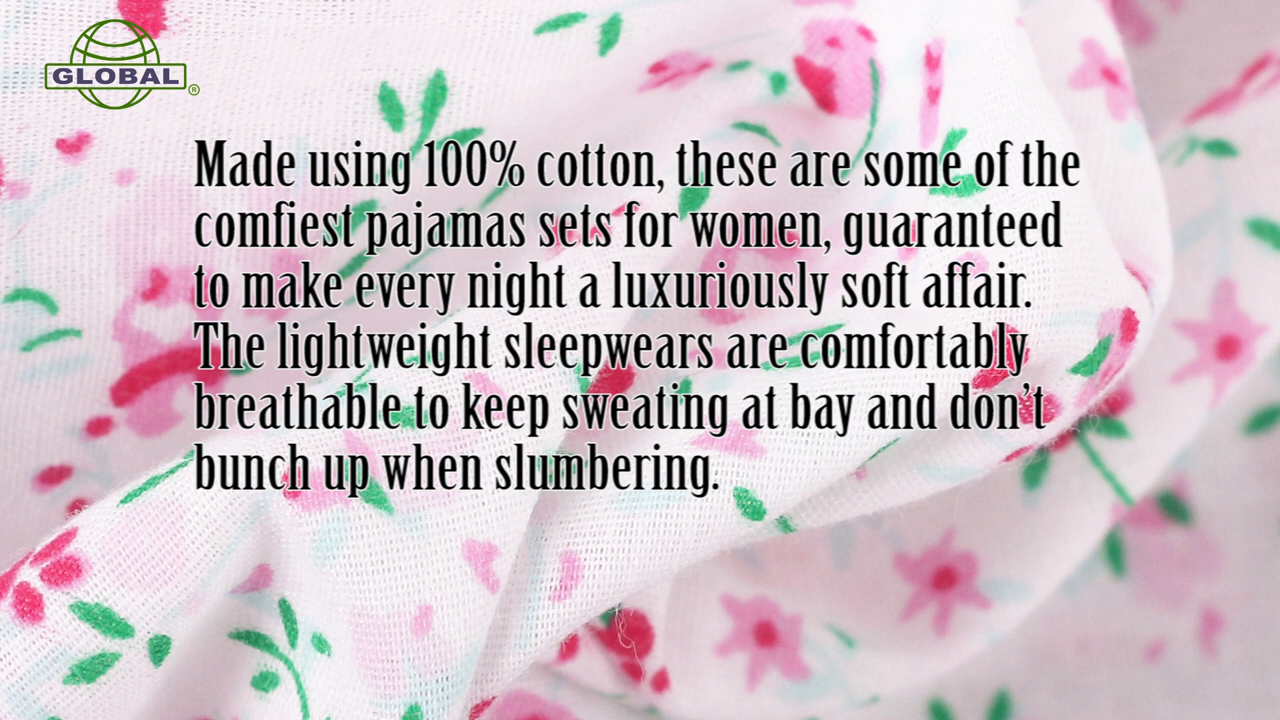 GLOBAL®
Made using 100% cotton, these are some of the
comfiest pajamas sets for women, guaranteed
to make every night a luxuriously soft affair.
The lightweight sleepwears are comfortably
breathable to keep sweating at bay and don’t
bunch up when slumbering.